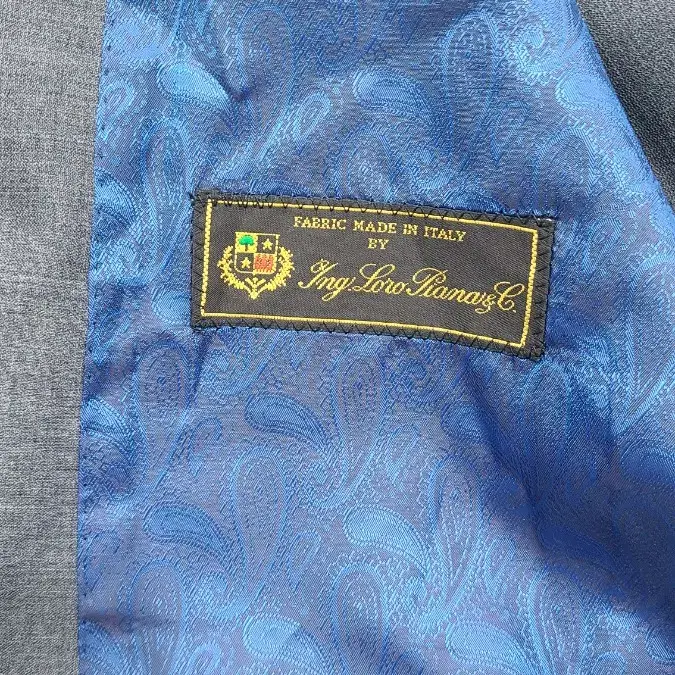 FABRIC MADE IN ITALY
BY
Ing. Loro Piana & C.